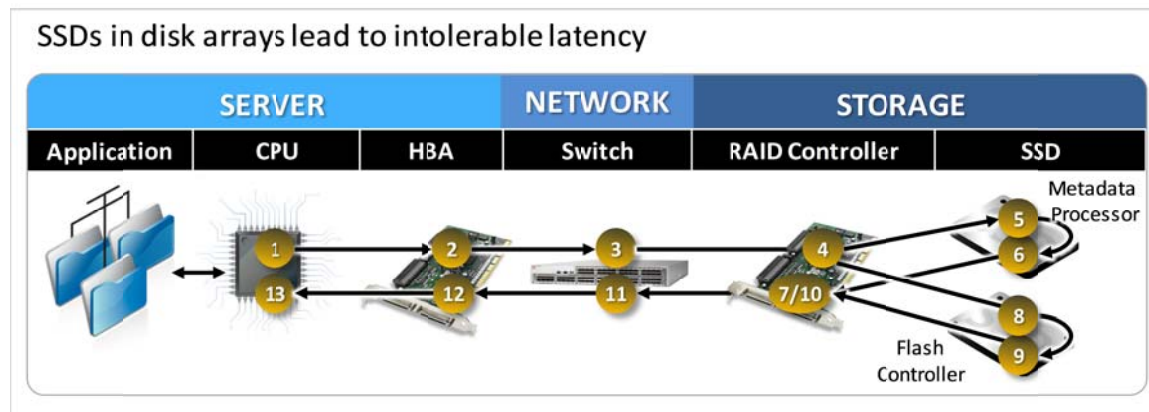 SSDs in disk arrays lead to intolerable latency
SERVER NETWORK STORAGE
Application CPU HBA Switch RAID Controller SSD
Metadata
Processor
1 2 3 4 5
6
13 12 11 7/10
8
9
Flash
Controller